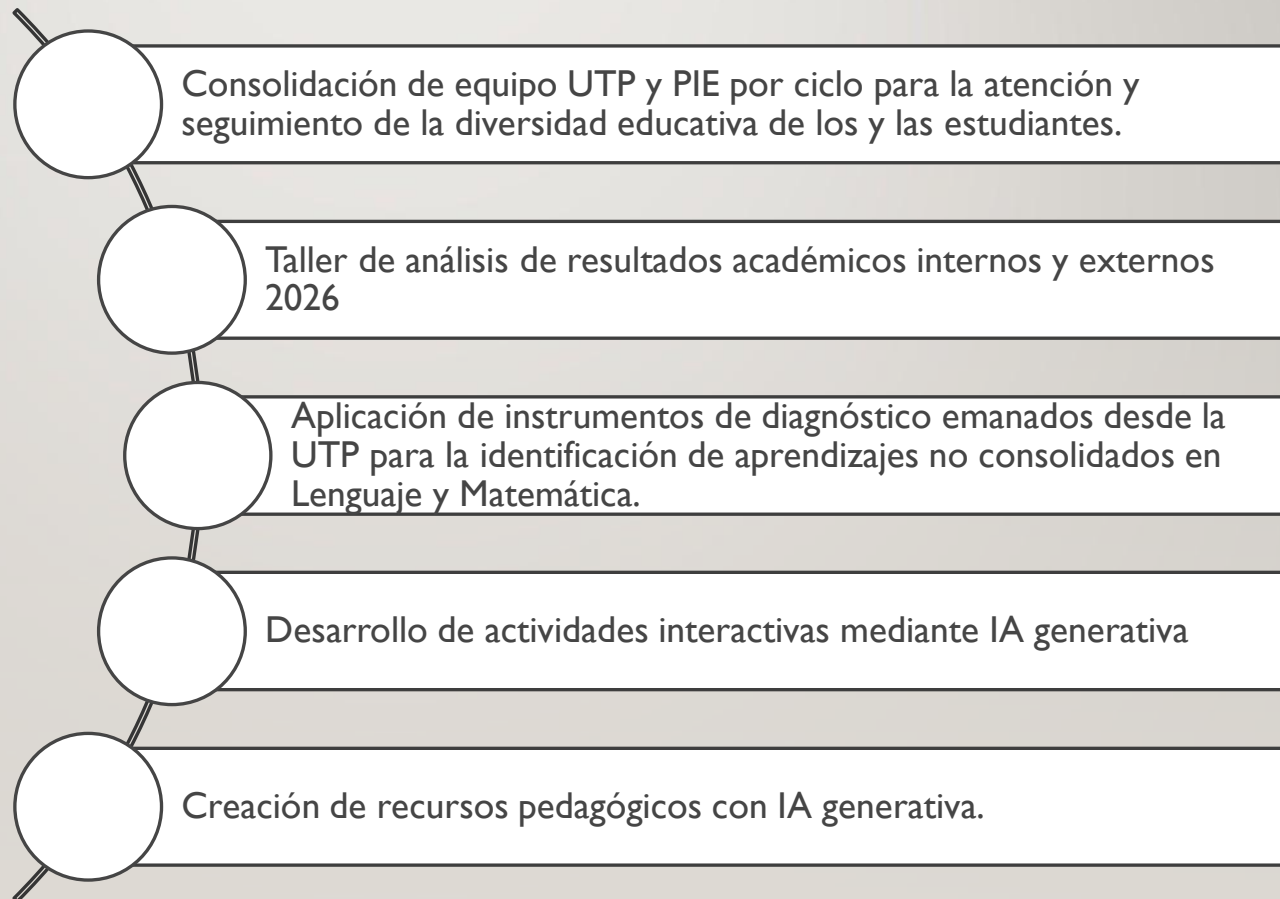 Consolidación de equipo UTP y PIE por ciclo para la atención y
seguimiento de la diversidad educativa de los y las estudiantes.
Taller de análisis de resultados académicos internos y externos
2026
Aplicación de instrumentos de diagnóstico emanados desde la
UTP para la identificación de aprendizajes no consolidados en
Lenguaje y Matemática.
Desarrollo de actividades interactivas mediante IA generativa
Creación de recursos pedagógicos con IA generativa.